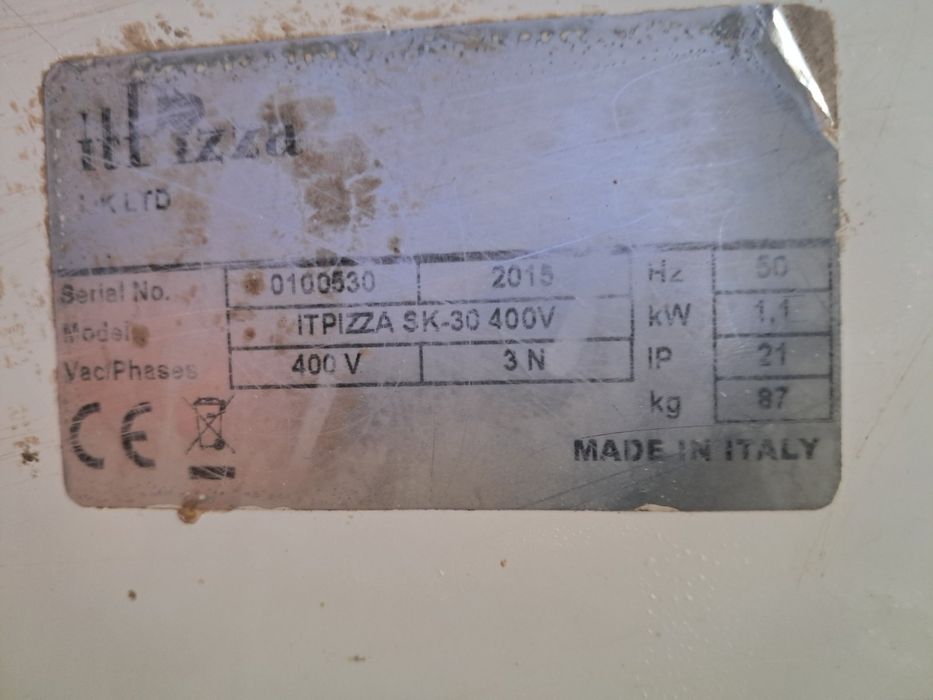 itPizza
UK LTD
Serial No. 0100530 2015 Hz 50
Model ITPIZZA SK-30 400V kW 1,1
Vac/Phases 400 V 3 N IP 21
kg 87
CE
MADE IN ITALY